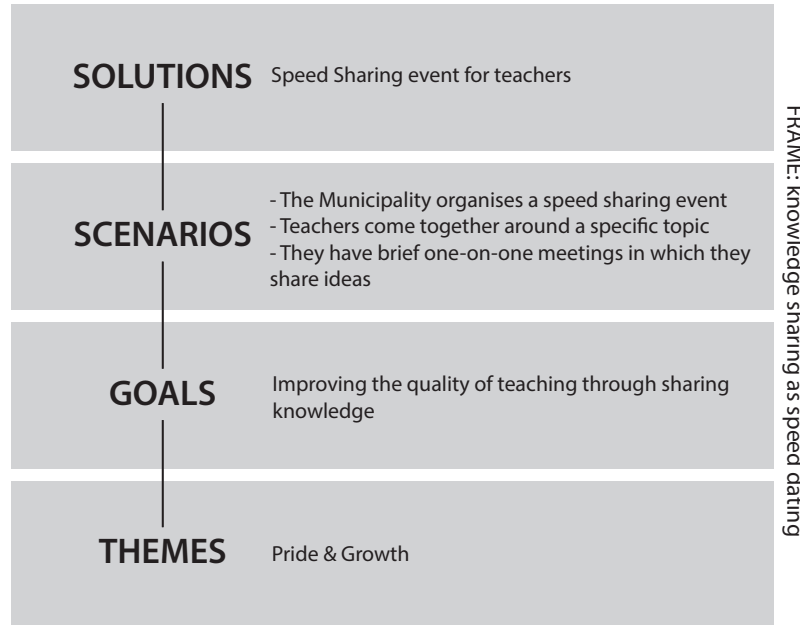 SOLUTIONS Speed Sharing event for teachers
SCENARIOS
- The Municipality organises a speed sharing event
- Teachers come together around a specific topic
- They have brief one-on-one meetings in which they
share ideas
GOALS
Improving the quality of teaching through sharing
knowledge
THEMES Pride & Growth
FRAME: knowledge sharing as speed dating